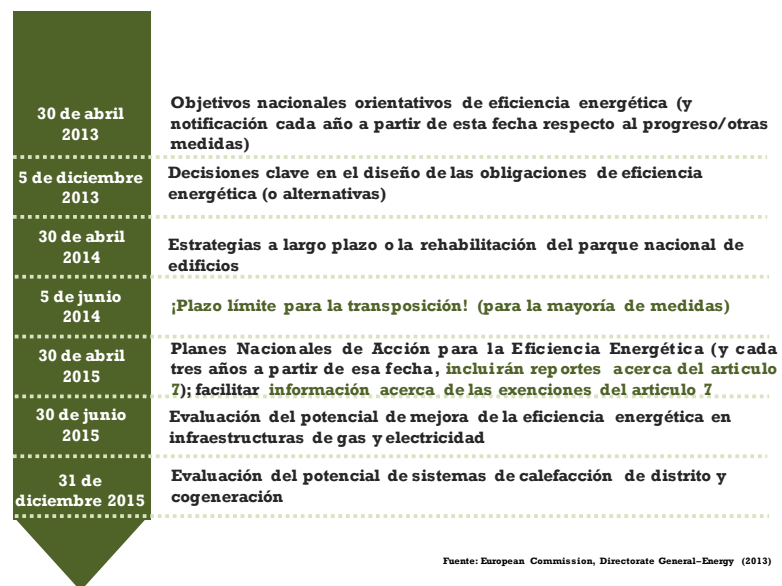 30 de abril
2013
Objetivos nacionales orientativos de eficiencia energética (y
notificación cada año a partir de esta fecha respecto al progreso/otras
medidas)
5 de diciembre
2013
Decisiones clave en el diseño de las obligaciones de eficiencia
energética (o alternativas)
30 de abril
2014
Estrategias a largo plazo o la rehabilitación del parque nacional de
edificios
5 de junio
2014
¡Plazo límite para la transposición! (para la mayoría de medidas)
30 de abril
2015
Planes Nacionales de Acción para la Eficiencia Energética (y cada
tres años a partir de esa fecha, incluirán reportes acerca del articulo
7); facilitar información acerca de las exenciones del articulo 7
30 de junio
2015
Evaluación del potencial de mejora de la eficiencia energética en
infraestructuras de gas y electricidad
31 de
diciembre 2015
Evaluación del potencial de sistemas de calefacción de distrito y
cogeneración
Fuente: European Commission, Directorate General–Energy (2013)